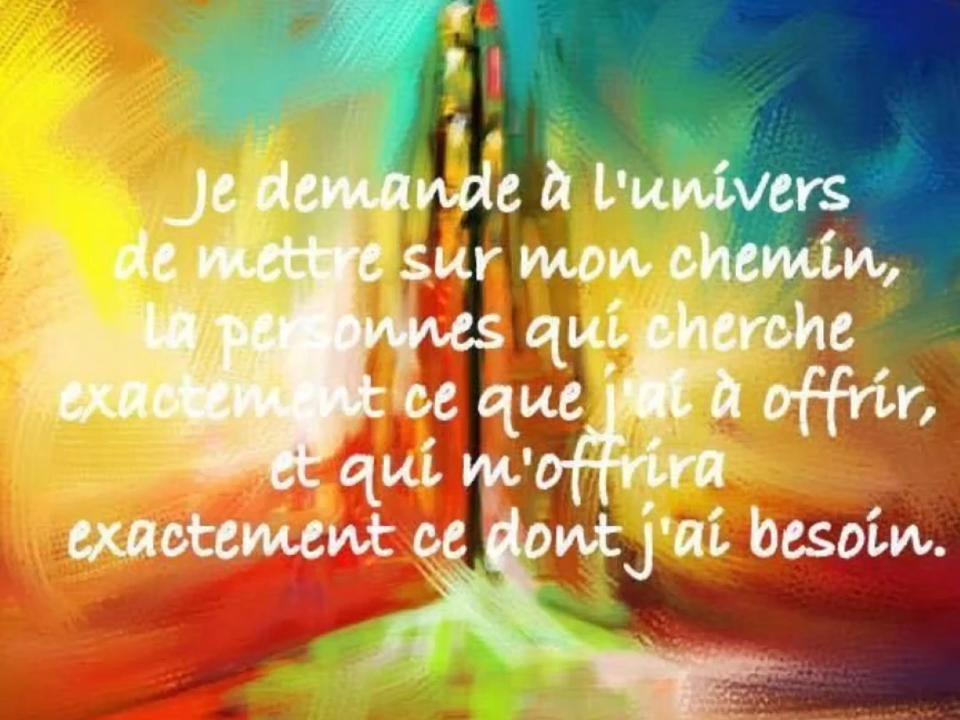 Je demande à l'univers
de mettre sur mon chemin,
la personnes qui cherche
exactement ce que j'ai à offrir,
et qui m'offrira
exactement ce dont j'ai besoin.